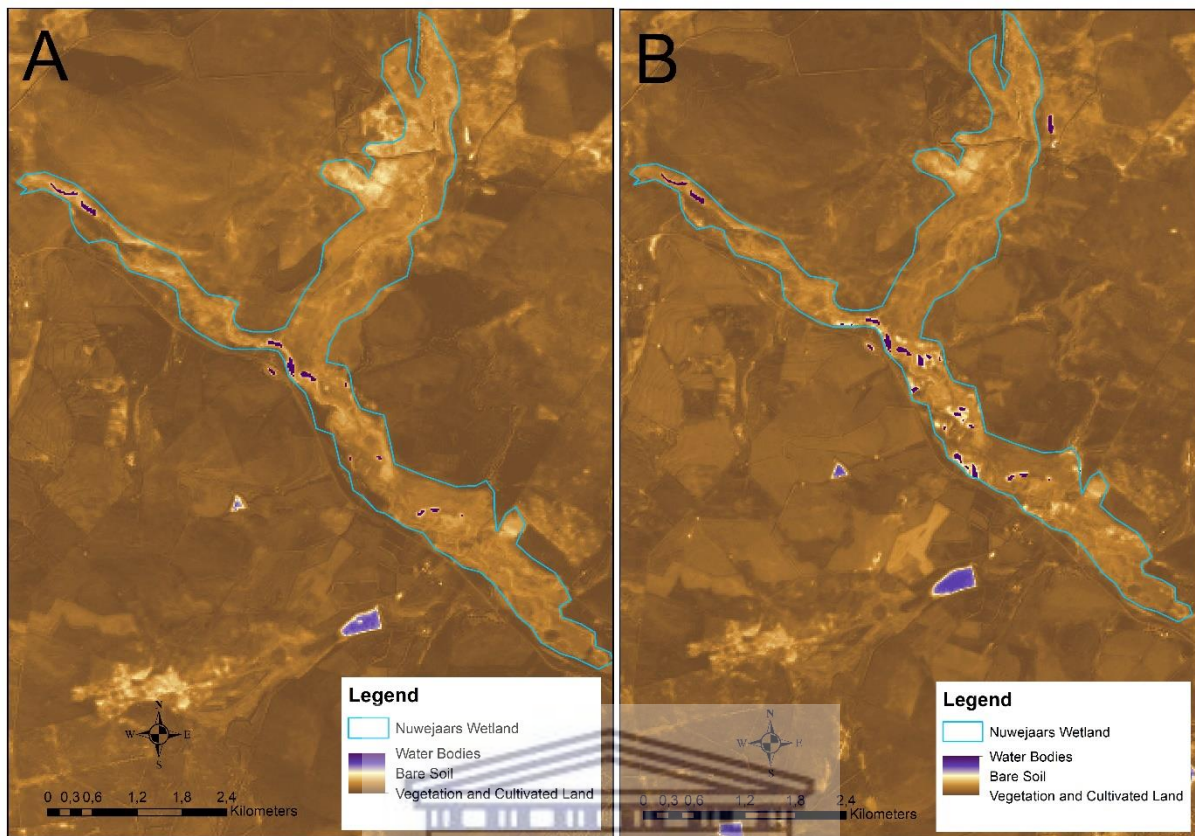 A
Legend
Nuwejaars Wetland
Water Bodies
Bare Soil
Vegetation and Cultivated Land
N
W E
S
0 0,3 0,6 1,2 1,8 2,4
Kilometers
B
Legend
Nuwejaars Wetland
Water Bodies
Bare Soil
Vegetation and Cultivated Land
N
W E
S
0 0,3 0,6 1,2 1,8 2,4
Kilometers